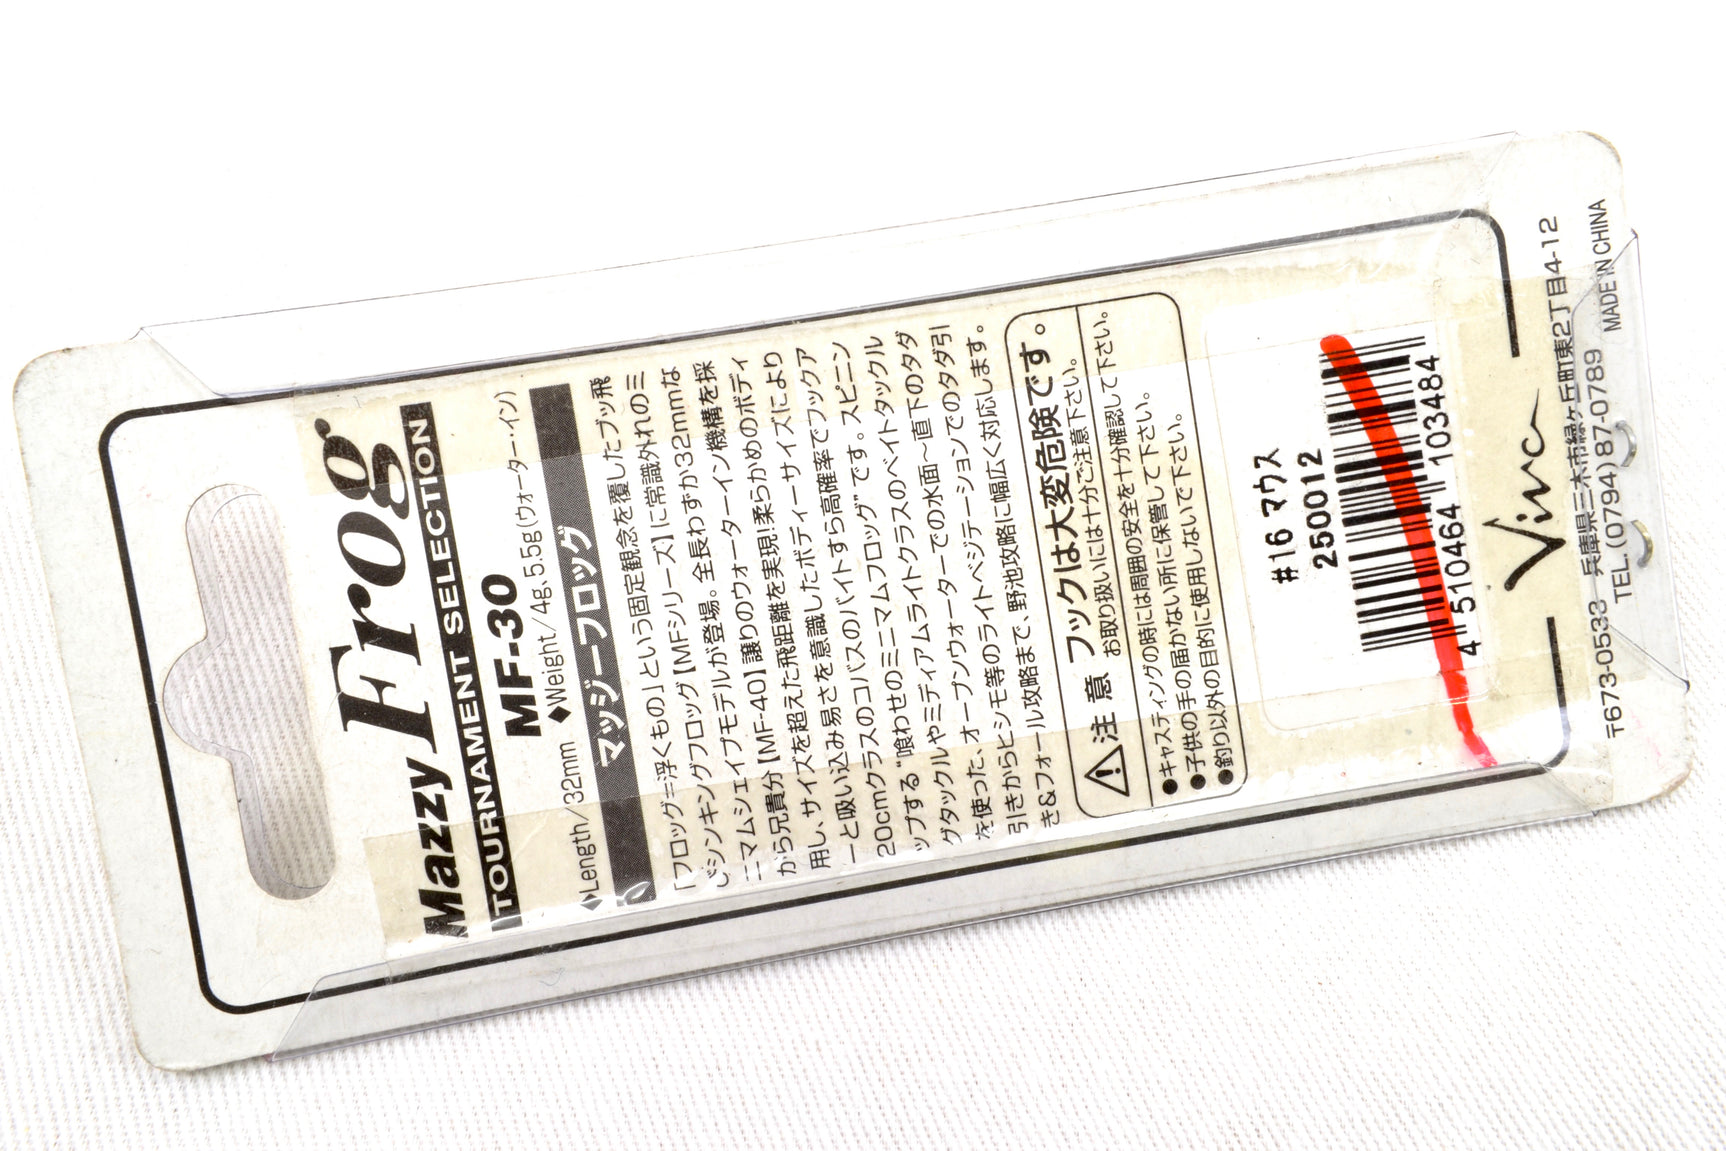 Mazzy Frog
TOURNAMENT SELECTION
MF-30
◆Length/32mm ◆Weight/4g、5.5g(ウォーター・イン)
マッジーフロッグ
「フロッグ=浮くもの」という固定観念を覆したブッ飛
びシンキングフロッグ【MFシリーズ】に常識外れのミ
ニマムシェイプモデルが登場。全長わずか32mmな
がら兄貴分【MF-40】譲りのウォーターイン機構を採
用し、サイズを超えた飛距離を実現!柔らかめのボディ
ーと吸い込み易さを意識したボディーサイズにより
20cmクラスのコバスのバイトすら高確率でフックア
ップする“喰わせのミニマムフロッグ”です。スピニン
グタックルやミディアムライトクラスのベイトタックル
を使った、オープンウォーターでの水面〜直下のタダ
引きからヒシモ等のライトベジテーションでのタダ引
き&フォール攻略まで、野池攻略に幅広く対応します。
注意 フックは大変危険です。
お取り扱いには十分ご注意下さい。
●キャスティングの時には周囲の安全を十分確認して下さい。
●子供の手の届かない所に保管して下さい。
●釣り以外の目的に使用しないで下さい。
#16 マウス
250012
4 510464 103484
Viva
〒673-0533 兵庫県三木市緑ヶ丘町東2丁目4-12
TEL.(0794)87-0789 MADE IN CHINA